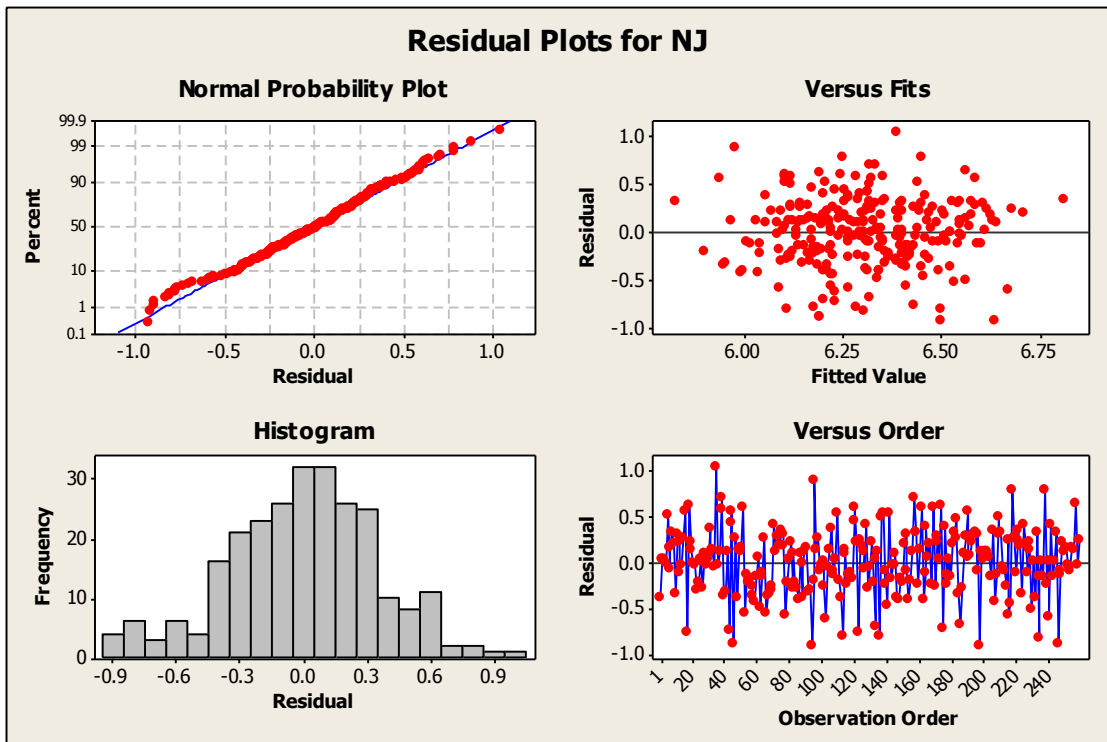 Residual Plots for NJ
Normal Probability Plot
99.9
99
90
50
10
1
0.1
Percent
-1.0 -0.5 0.0 0.5 1.0
Residual
Versus Fits
1.0
0.5
0.0
-0.5
-1.0
Residual
6.00 6.25 6.50 6.75
Fitted Value
Histogram
30
20
10
0
Frequency
-0.9 -0.6 -0.3 0.0 0.3 0.6 0.9
Residual
Versus Order
1.0
0.5
0.0
-0.5
-1.0
Residual
1 20 40 60 80 100 120 140 160 180 200 220 240
Observation Order